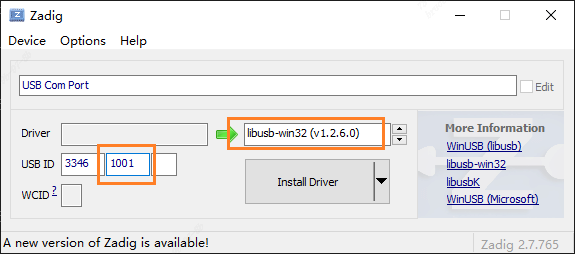 Zadig
Device Options Help
USB Com Port
Edit
Driver
libusb-win32 (v1.2.6.0)
USB ID 3346 1001
WCID ?
Install Driver
More Information
WinUSB (libusb)
libusb-win32
libusbK
WinUSB (Microsoft)
A new version of Zadig is available!
Zadig 2.7.765